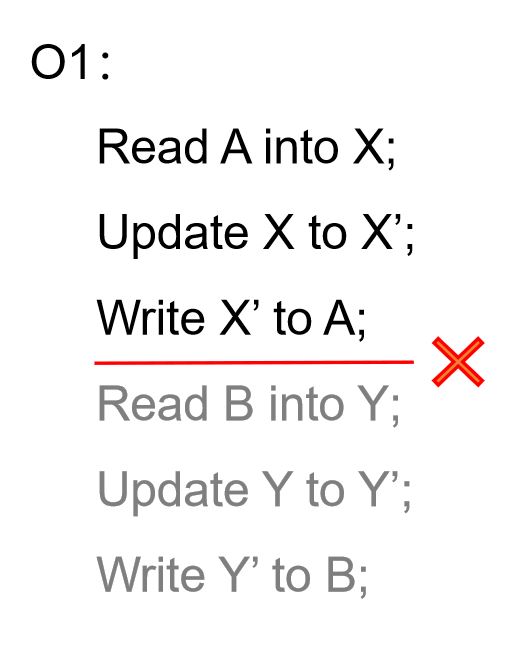 O1:
Read A into X;
Update X to X’;
Write X’ to A;
Read B into Y;
Update Y to Y’;
Write Y’ to B;